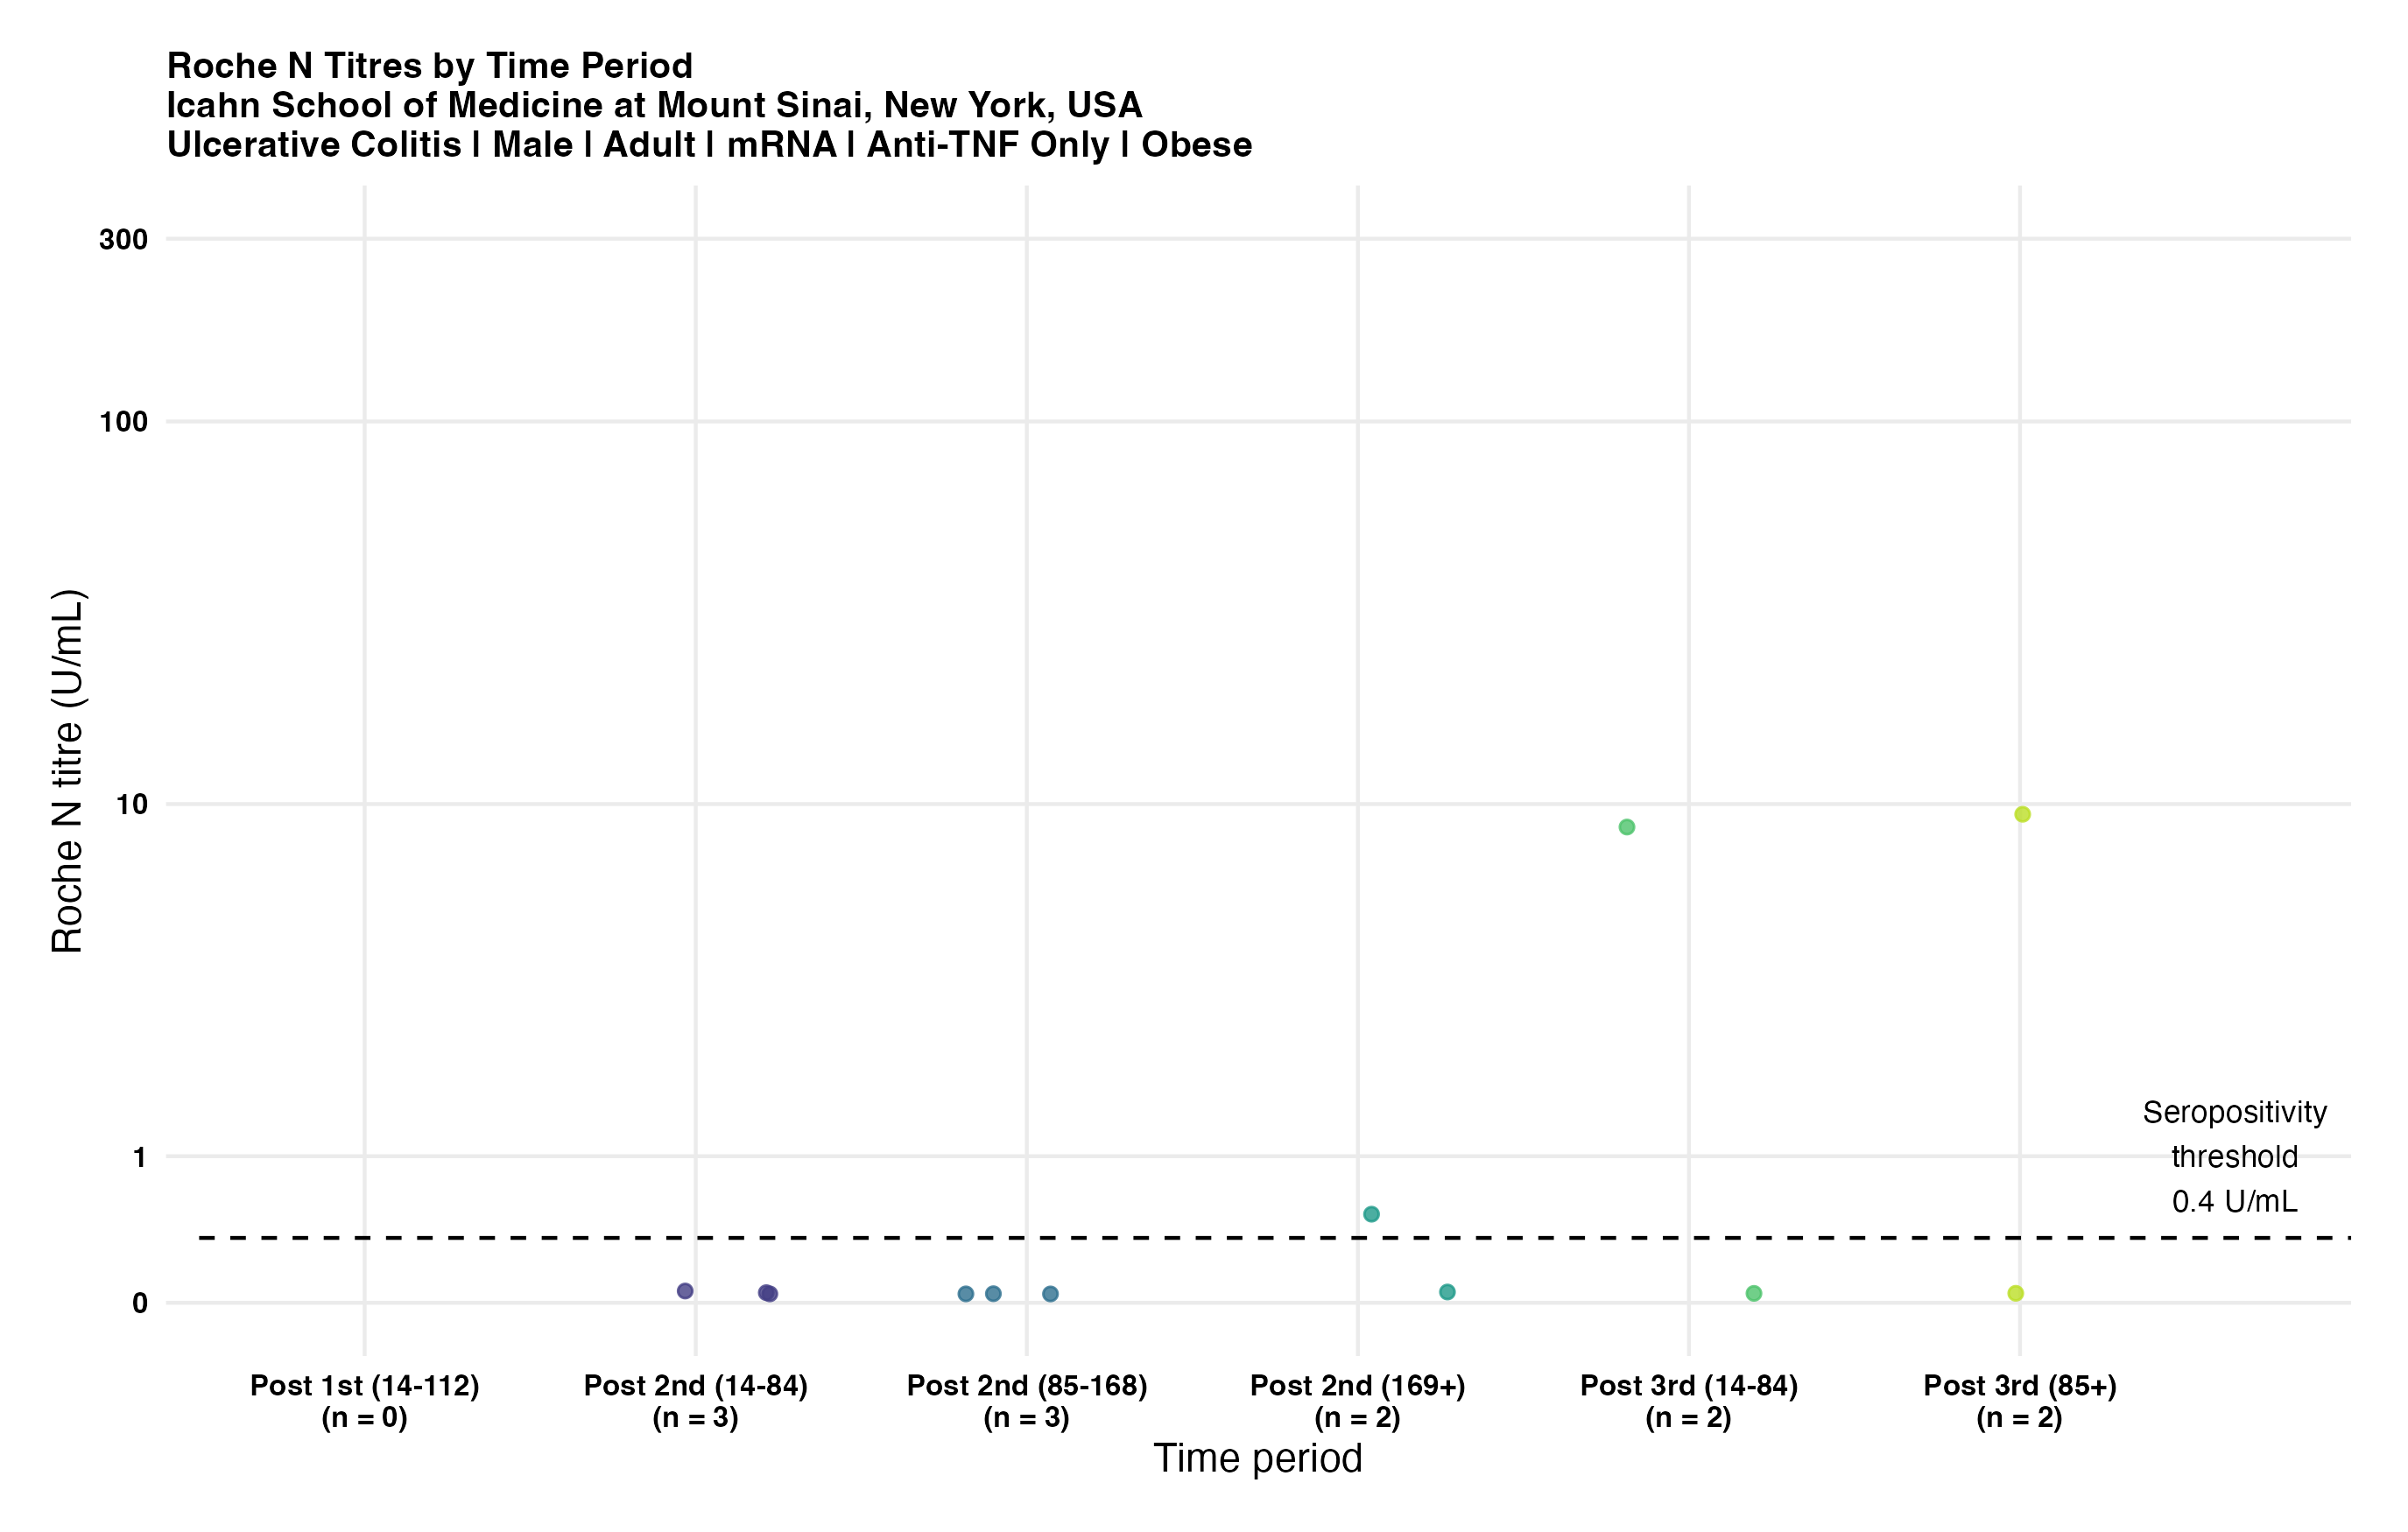 Roche N Titres by Time Period
Icahn School of Medicine at Mount Sinai, New York, USA
Ulcerative Colitis | Male | Adult | mRNA | Anti-TNF Only | Obese
Roche N titre (U/mL)
300
100
10
1
0
Seropositivity
threshold
0.4 U/mL
Post 1st (14-112)
(n = 0)
Post 2nd (14-84)
(n = 3)
Post 2nd (85-168)
(n = 3)
Post 2nd (169+)
(n = 2)
Post 3rd (14-84)
(n = 2)
Post 3rd (85+)
(n = 2)
Time period